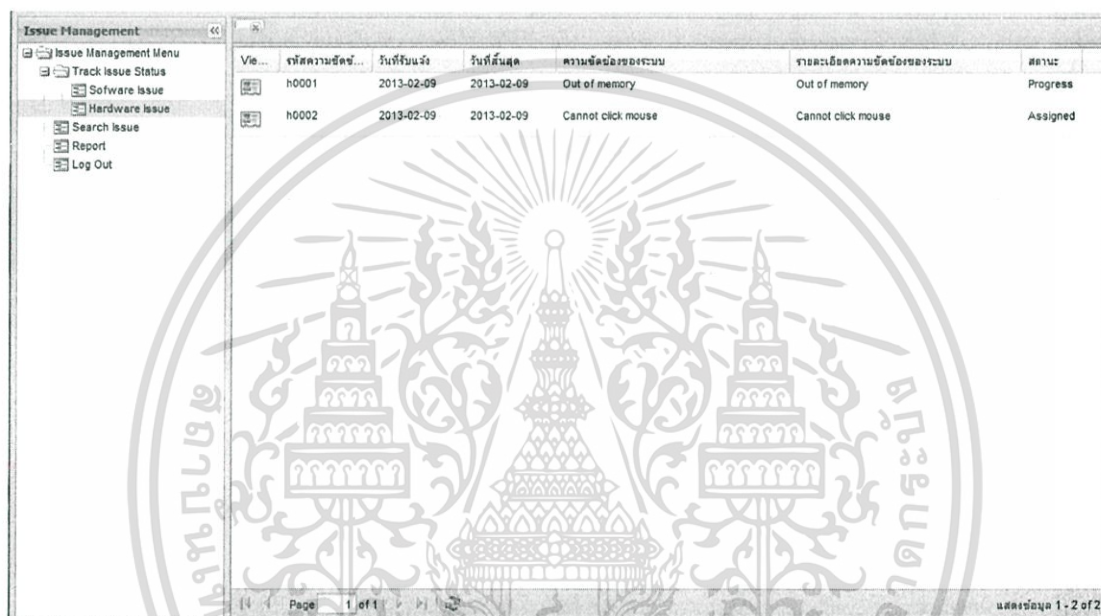 Issue Management «
Issue Management Menu
Track Issue Status
Sofware Issue
Hardware Issue
Search Issue
Report
Log Out
Vie... รหัสความขัดข้... วันที่รับแจ้ง วันที่สิ้นสุด ความขัดข้องของระบบ รายละเอียดความขัดข้องของระบบ สถานะ
h0001 2013-02-09 2013-02-09 Out of memory Out of memory Progress
h0002 2013-02-09 2013-02-09 Cannot click mouse Cannot click mouse Assigned
Page 1 of 1 แสดงข้อมูล 1 - 2 of 2